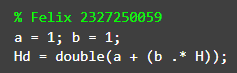 % Felix 2327250059
a = 1; b = 1;
Hd = double(a + (b .* H));